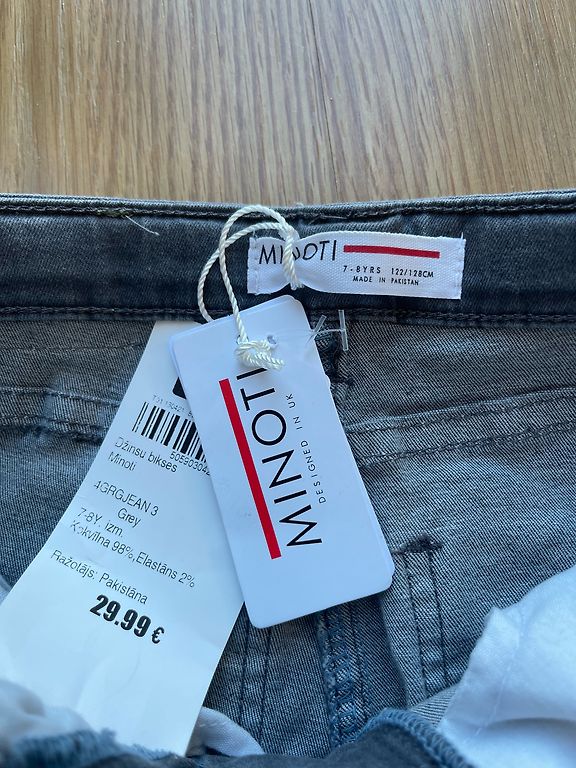 MINOTI
7-8YRS 122/128CM
MADE IN PAKISTAN
MINOTI
DESIGNED IN UK
Džinsu bikses
Minoti
4GRGJEAN 3
Grey
7-8Y. izm.
Kokvilna 98%,Elastāns 2%
Ražotājs: Pakistāna
29.99 €